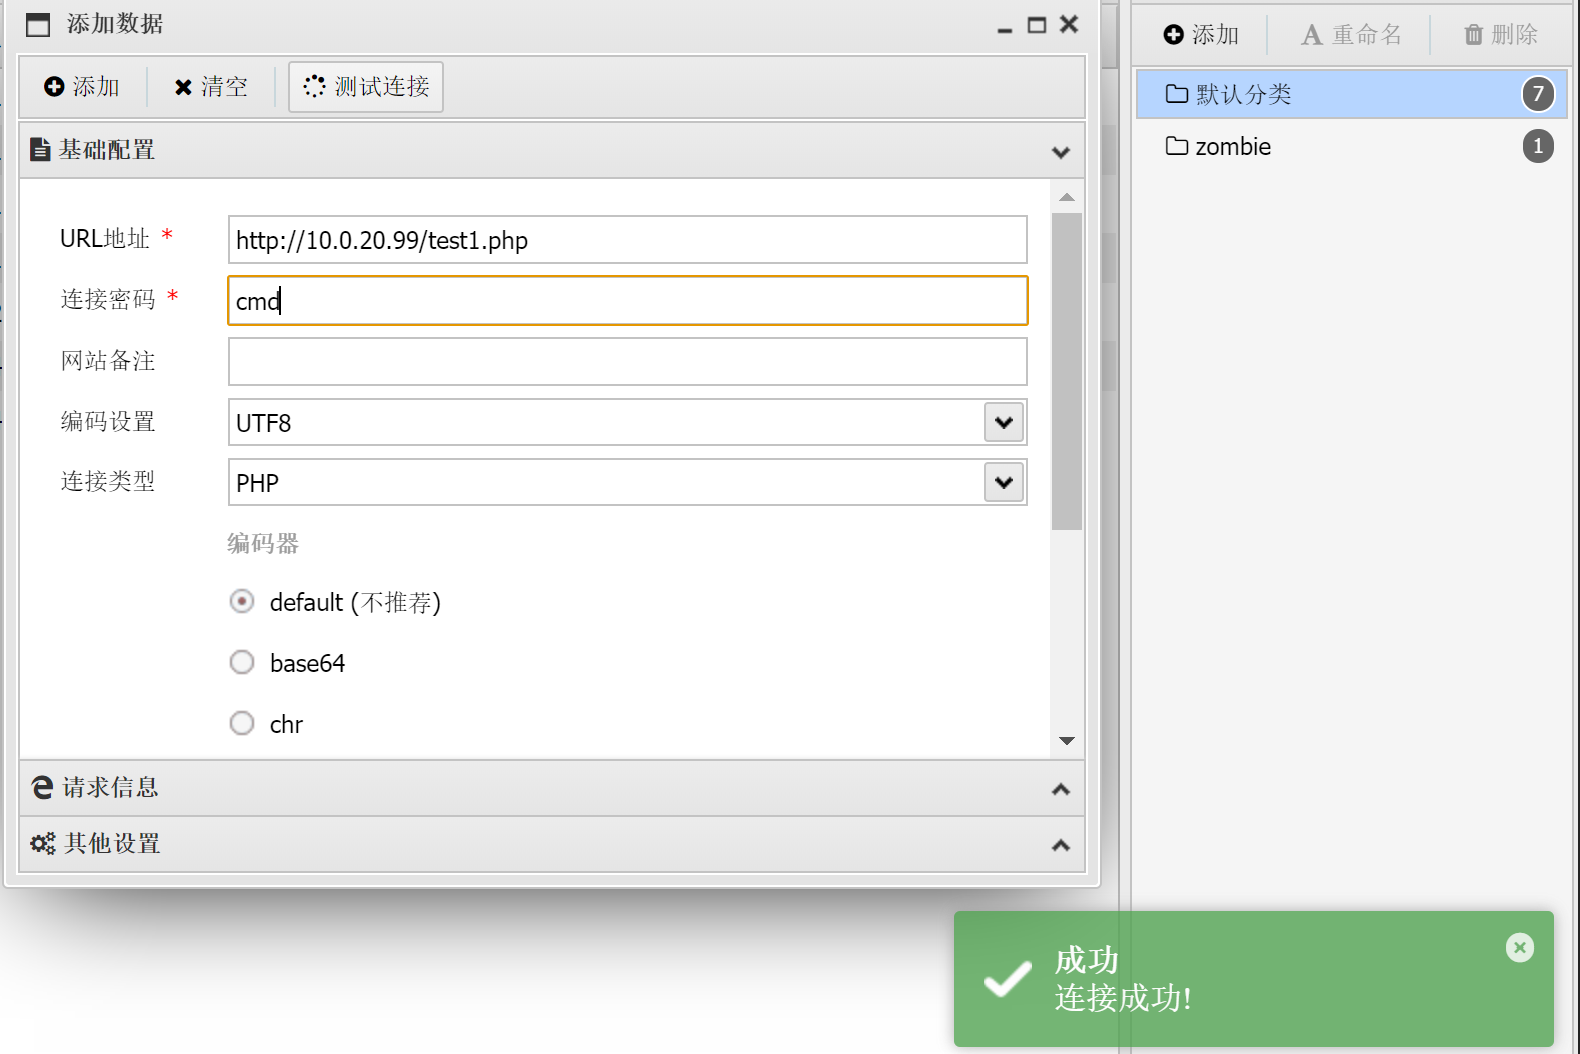 添加数据
添加 清空 测试连接
基础配置
URL地址 * http://10.0.20.99/test1.php
连接密码 * cmd
网站备注
编码设置 UTF8
连接类型 PHP
编码器
default (不推荐)
base64
chr
请求信息
其他设置
添加 重命名 删除
默认分类 7
zombie 1
成功
连接成功!